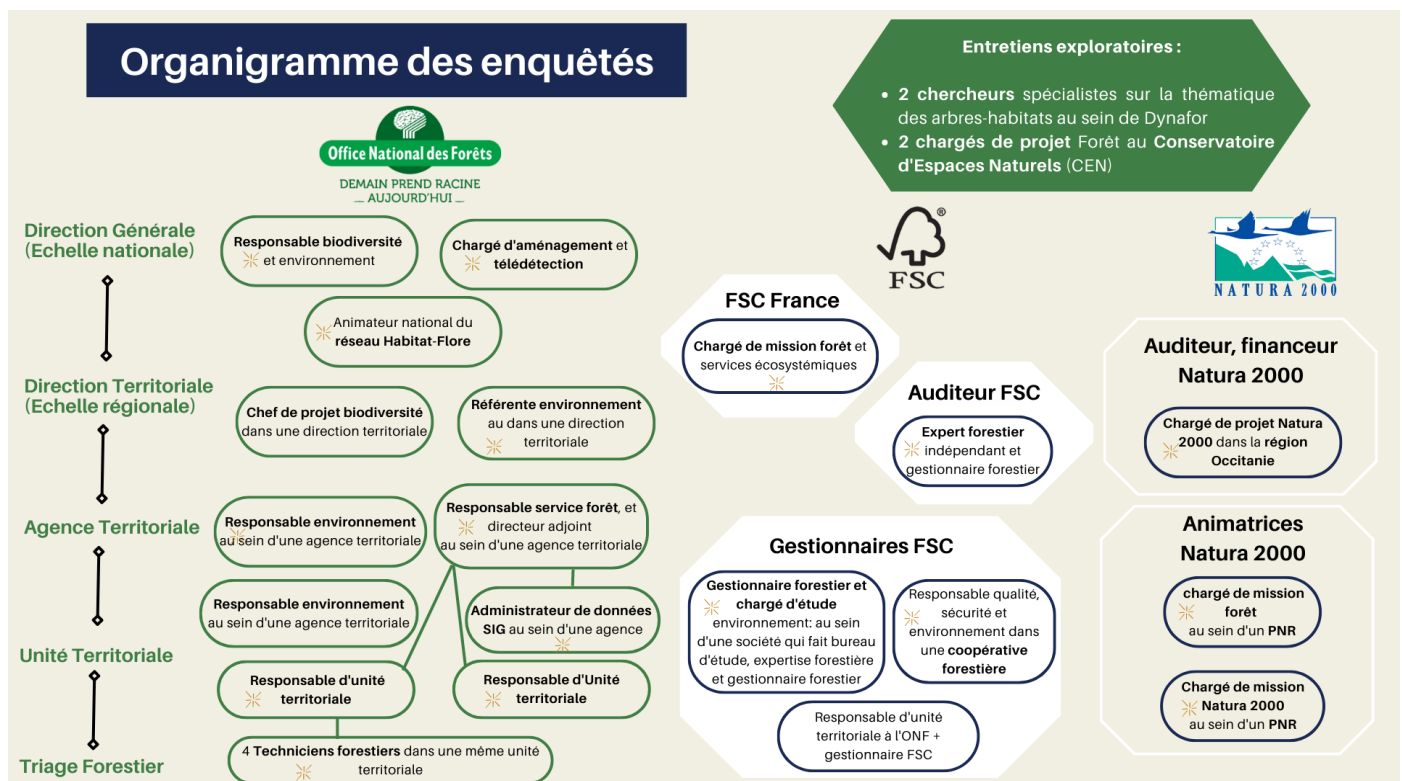 Organigramme des enquêtés
Office National des Forêts
DEMAIN PREND RACINE
AUJOURD'HUI
Entretiens exploratoires :
• 2 chercheurs spécialistes sur la thématique
des arbres-habitats au sein de Dynafor
• 2 chargés de projet Forêt au Conservatoire
d'Espaces Naturels (CEN)
FSC
NATURA 2000
Direction Générale
(Echelle nationale)
Responsable biodiversité
et environnement
Chargé d'aménagement et
télédétection
Animateur national du
réseau Habitat-Flore
Direction Territoriale
(Echelle régionale)
Chef de projet biodiversité
dans une direction territoriale
Référente environnement
au dans une direction
territoriale
Agence Territoriale
Responsable environnement
au sein d'une agence territoriale
Responsable service forêt, et
directeur adjoint
au sein d'une agence territoriale
Responsable environnement
au sein d'une agence territoriale
Administrateur de données
SIG au sein d'une agence
Unité Territoriale
Responsable d'unité
territoriale
Responsable d'Unité
territoriale
Triage Forestier
4 Techniciens forestiers dans une même unité
territoriale
FSC France
Chargé de mission forêt et
services écosystémiques
Auditeur FSC
Expert forestier
indépendant et
gestionnaire forestier
Gestionnaires FSC
Gestionnaire forestier et
chargé d'étude
environnement: au sein
d'une société qui fait bureau
d'étude, expertise forestière
et gestionnaire forestier
Responsable qualité,
sécurité et
environnement dans
une coopérative
forestière
Responsable d'unité
territoriale à l'ONF +
gestionnaire FSC
Auditeur, financeur
Natura 2000
Chargé de projet Natura
2000 dans la région
Occitanie
Animatrices
Natura 2000
chargé de mission
forêt
au sein d'un PNR
Chargé de mission
Natura 2000
au sein d'un PNR